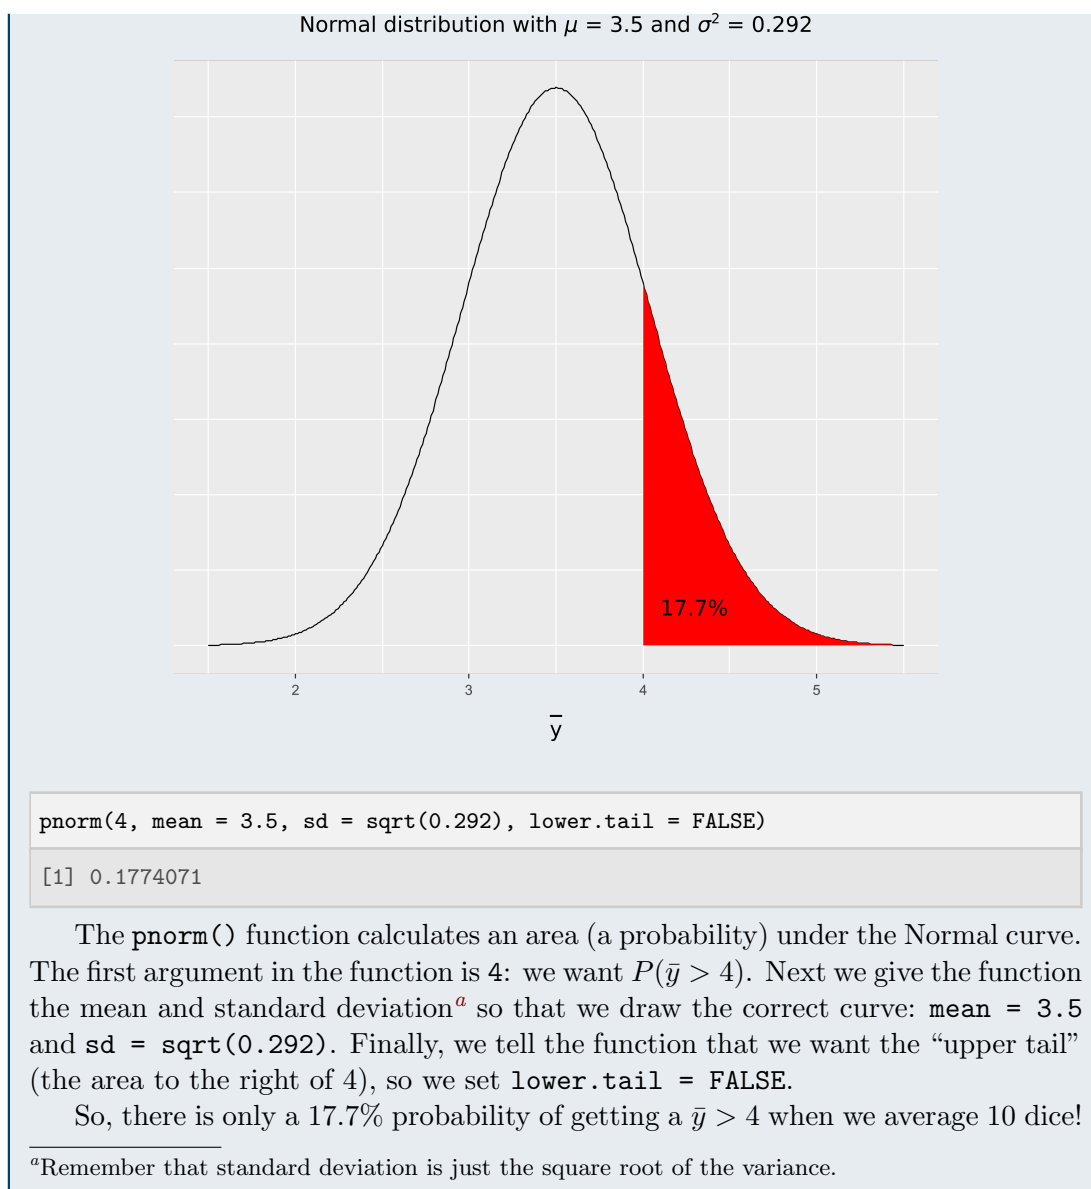 Normal distribution with μ = 3.5 and σ² = 0.292
17.7%
2 3 4 5
y̅
pnorm(4, mean = 3.5, sd = sqrt(0.292), lower.tail = FALSE)
[1] 0.1774071
The pnorm() function calculates an area (a probability) under the Normal curve.
The first argument in the function is 4: we want P(ȳ > 4). Next we give the function
the mean and standard deviationᵃ so that we draw the correct curve: mean = 3.5
and sd = sqrt(0.292). Finally, we tell the function that we want the “upper tail”
(the area to the right of 4), so we set lower.tail = FALSE.
So, there is only a 17.7% probability of getting a ȳ > 4 when we average 10 dice!
ᵃRemember that standard deviation is just the square root of the variance.